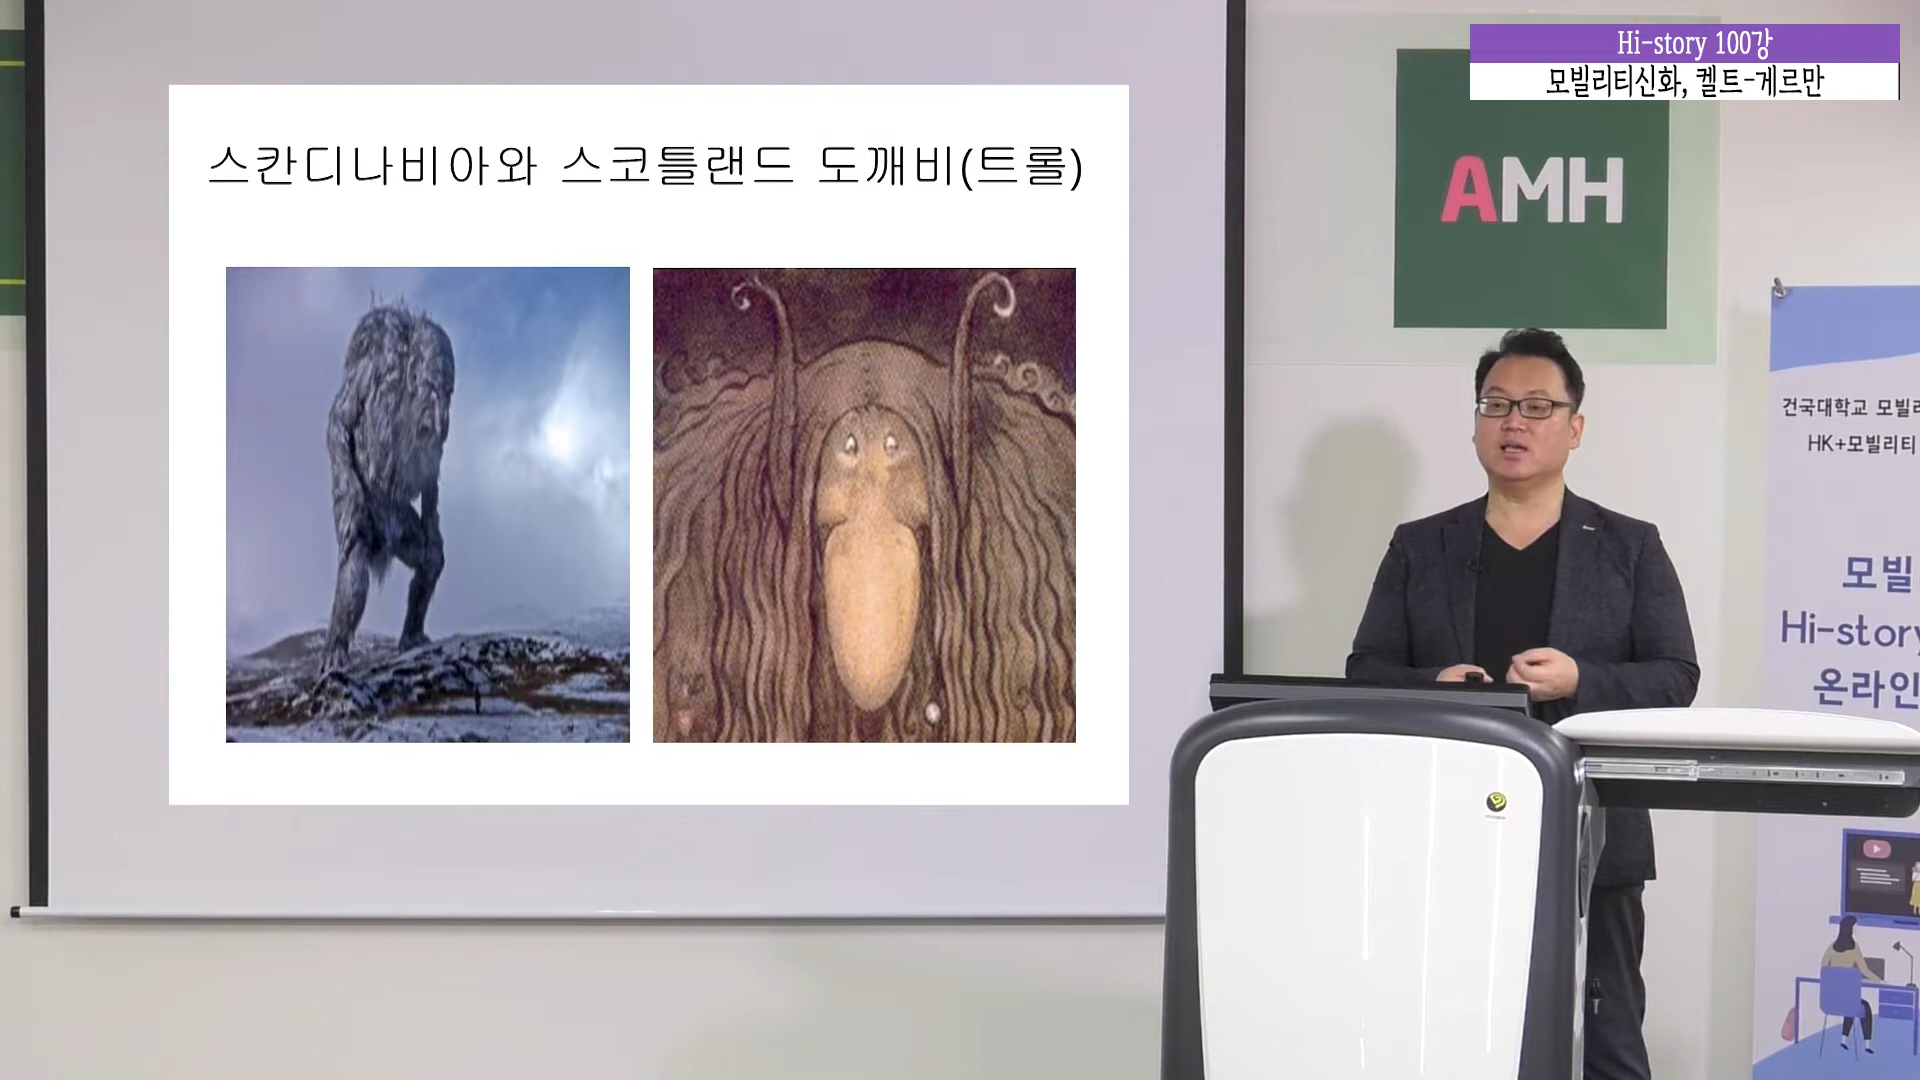 Hi-story 100강
모빌리티신화, 켈트-게르만
스칸디나비아와 스코틀랜드 도깨비(트롤)
AMH
건국대학교 모빌
HK+모빌리티
모빌
Hi-story
온라인